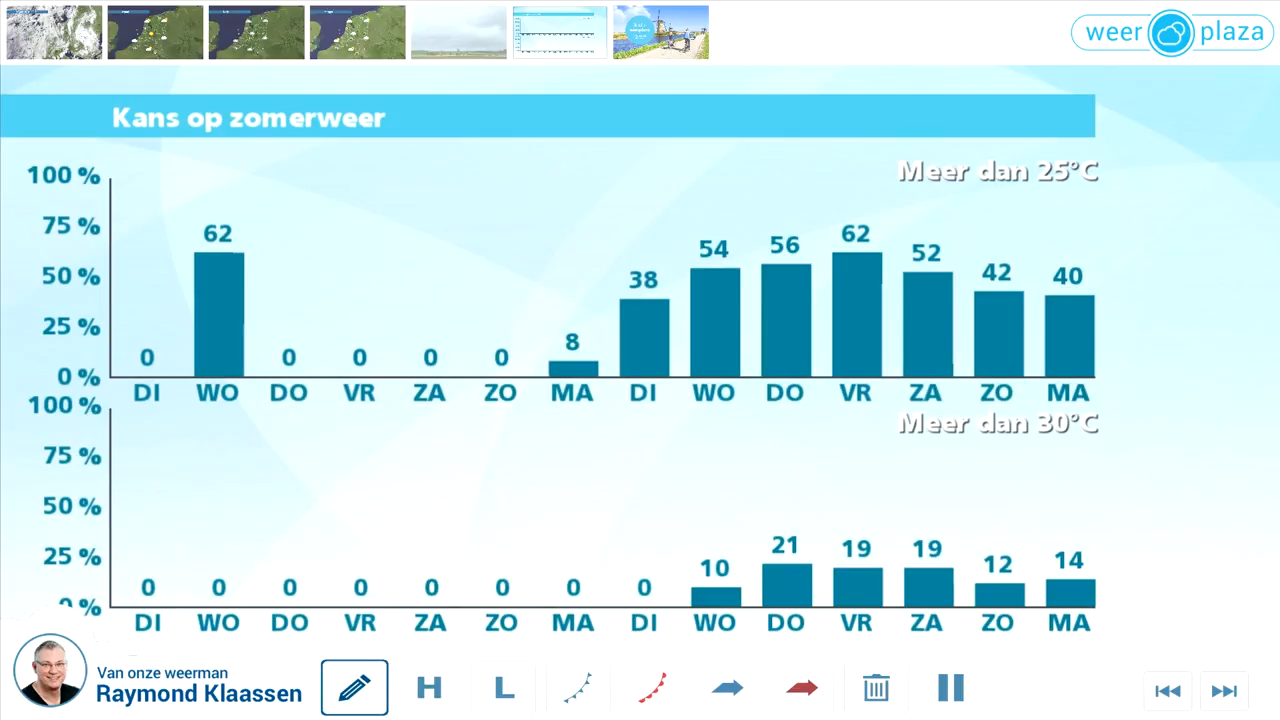 weer plaza
Kans op zomerweer
Meer dan 25°C
100 %
75 %
50 %
25 %
0 %
0 62 0 0 0 0 8 38 54 56 62 52 42 40
DI WO DO VR ZA ZO MA DI WO DO VR ZA ZO MA
Meer dan 30°C
100 %
75 %
50 %
25 %
0 %
0 0 0 0 0 0 0 0 10 21 19 19 12 14
DI WO DO VR ZA ZO MA DI WO DO VR ZA ZO MA
Van onze weerman
Raymond Klaassen
H L